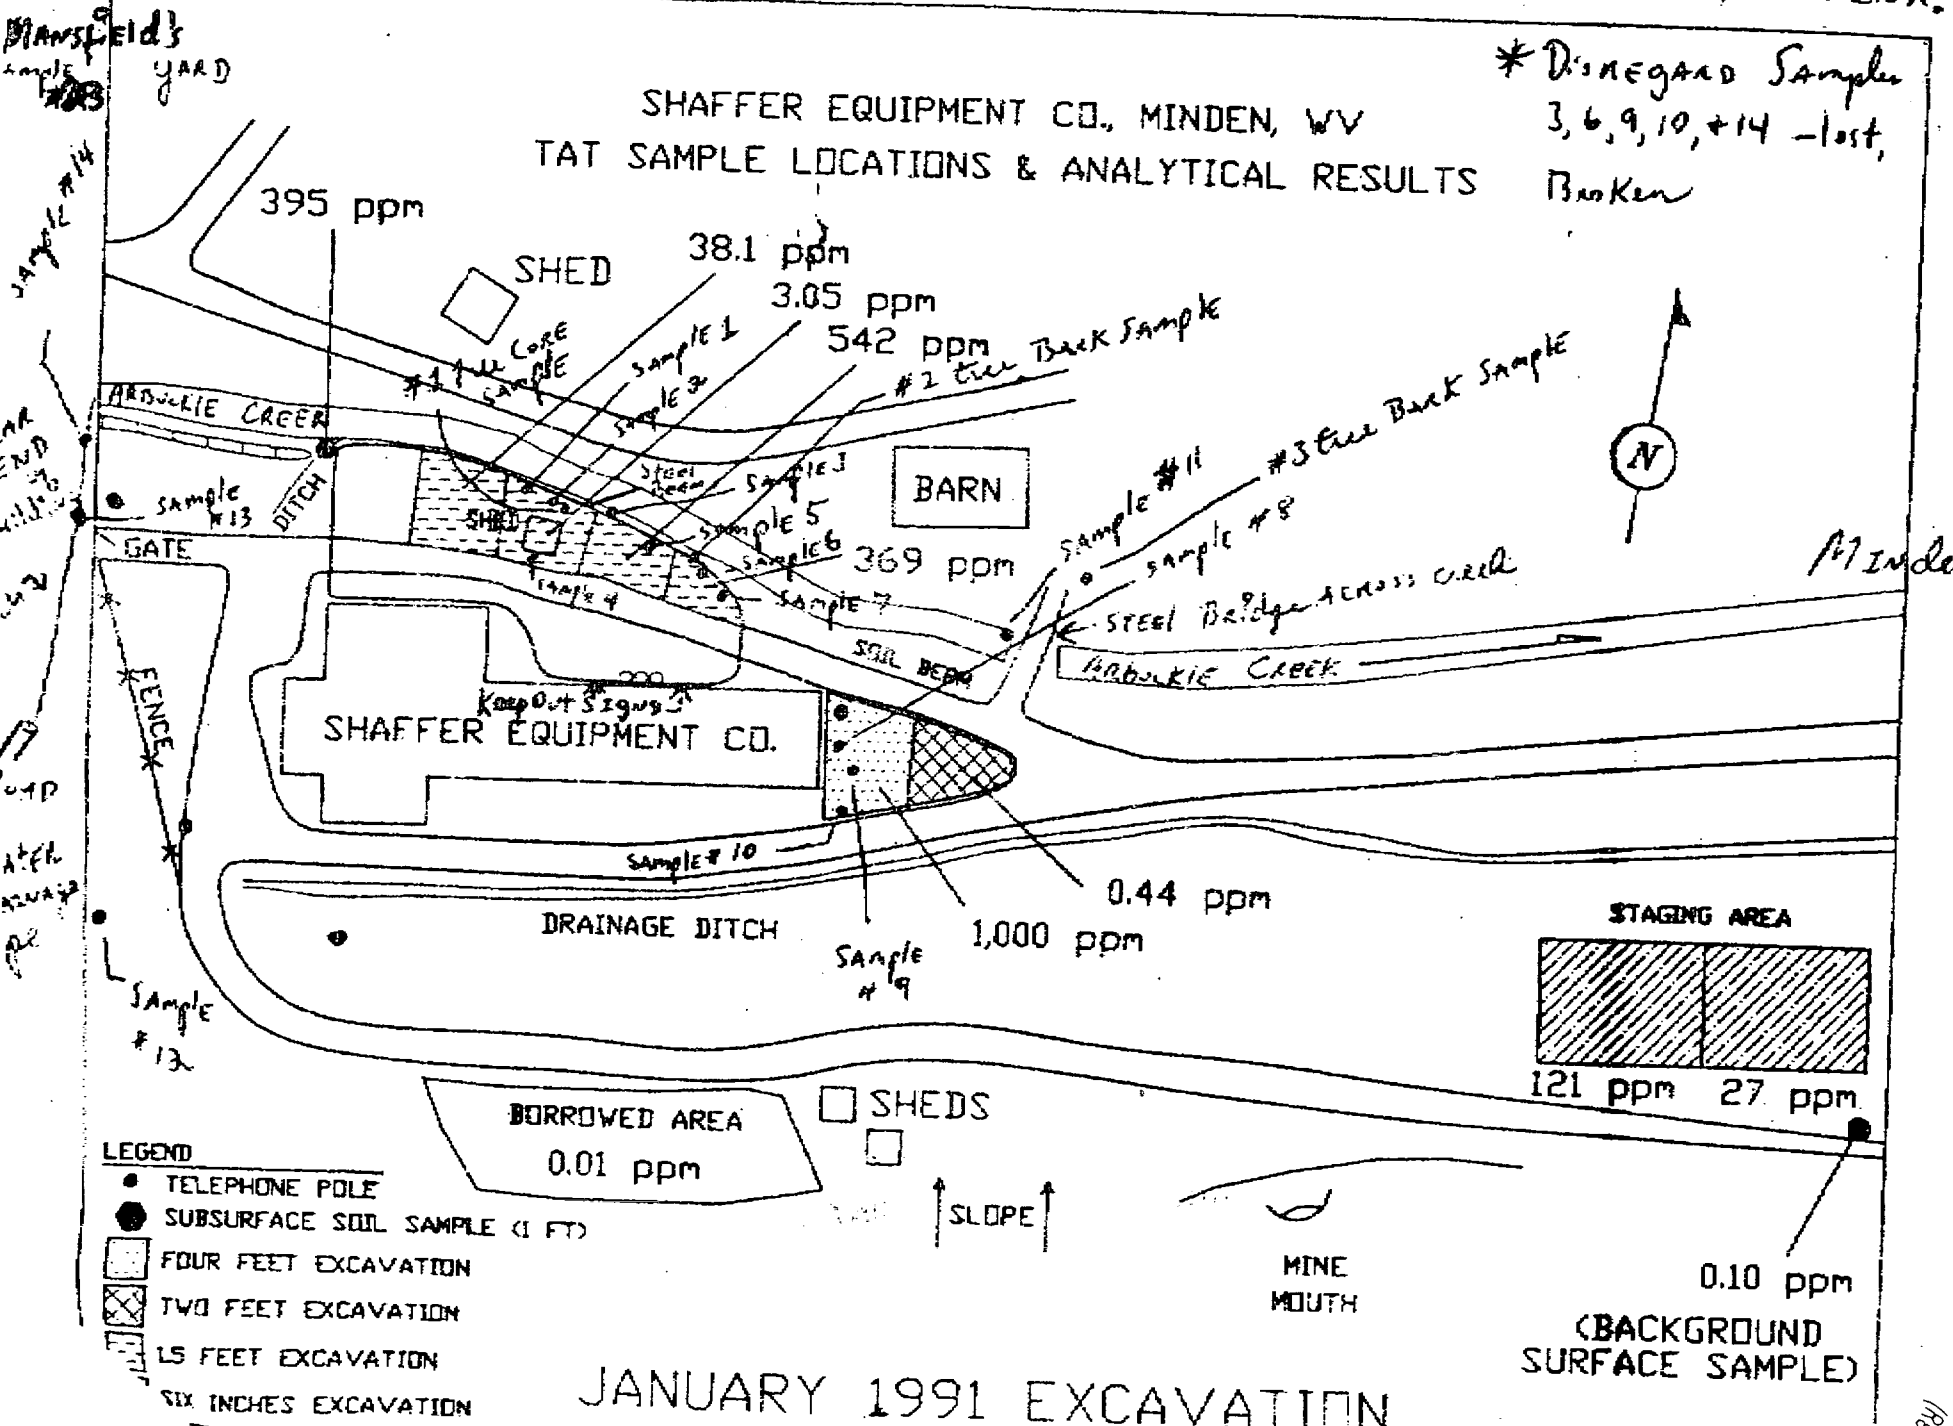 Mansfield's
YARD
* Disregard Samples
3, 6, 9, 10, + 14 - lost,
Broken
SHAFFER EQUIPMENT CO., MINDEN, WV
TAT SAMPLE LOCATIONS & ANALYTICAL RESULTS
Sample #14
395 ppm
38.1 ppm
SHED
3.05 ppm
542 ppm
#1 tree CORE
SAMPLE
Sample 1
Sample 2
#2 tree Bark Sample
#3 tree Bark Sample
ARBUCKIE CREEK
N
BARN
Steel
Sample 3
Sample #11
Sample #8
SAMPLE
#13
DITCH
SHED
Sample 5
Sample 6
369 ppm
GATE
Sample 4
Sample 7
STEEL Bridge Across Creek
Minde
SOIL BERM
ARBUCKIE CREEK
FENCE
Keep Out Signs
SHAFFER EQUIPMENT CO.
Sample # 10
0.44 ppm
DRAINAGE DITCH
1,000 ppm
Sample
# 9
STAGING AREA
Sample
# 12
121 ppm
27 ppm
BORROWED AREA
0.01 ppm
SHEDS
SLOPE
MINE
MOUTH
0.10 ppm
(BACKGROUND
SURFACE SAMPLE)
LEGEND
TELEPHONE POLE
SUBSURFACE SOIL SAMPLE (1 FT)
FOUR FEET EXCAVATION
TWO FEET EXCAVATION
1.5 FEET EXCAVATION
SIX INCHES EXCAVATION
JANUARY 1991 EXCAVATION